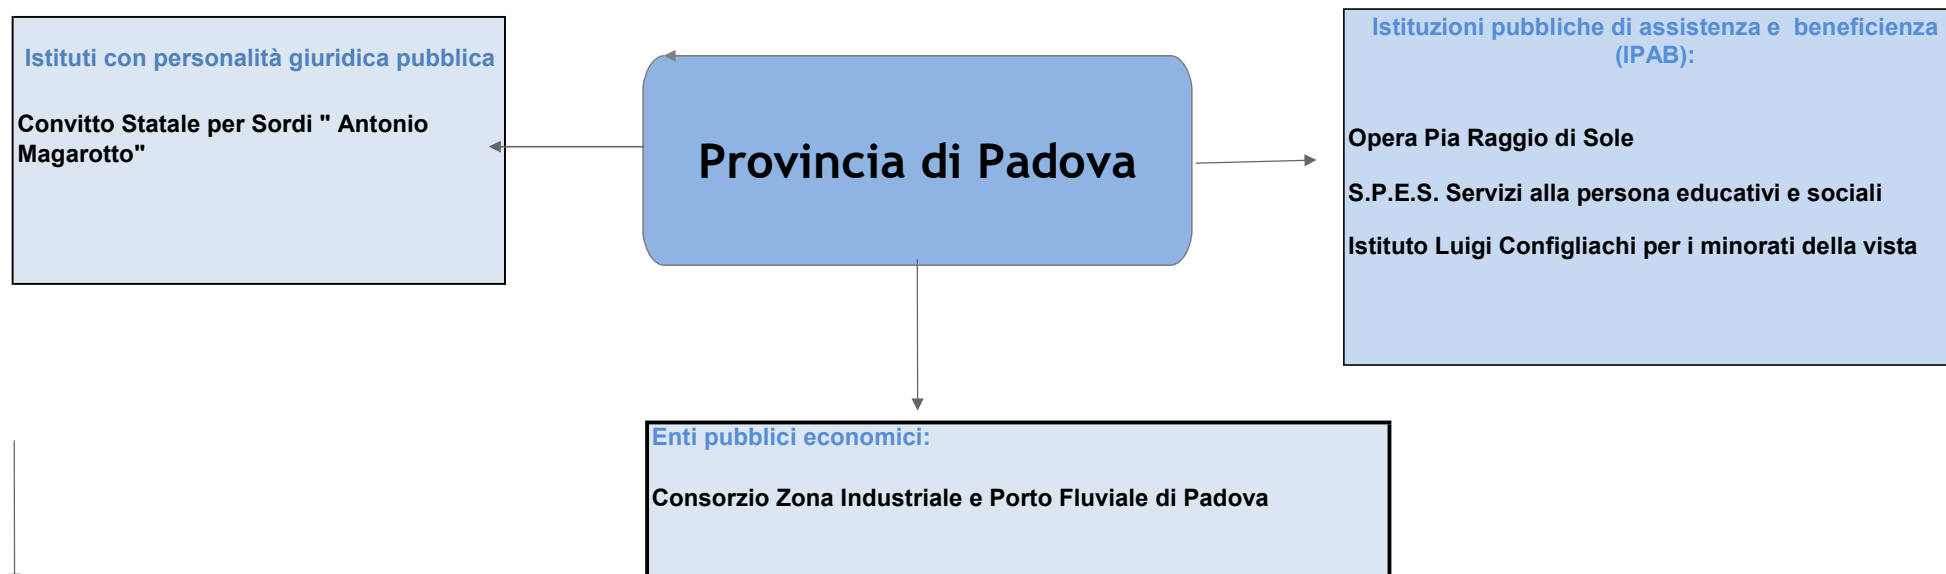 Istituti con personalità giuridica pubblica
Convitto Statale per Sordi " Antonio
Magarotto"
Provincia di Padova
Istituzioni pubbliche di assistenza e beneficienza
(IPAB):
Opera Pia Raggio di Sole
S.P.E.S. Servizi alla persona educativi e sociali
Istituto Luigi Configliachi per i minorati della vista
Enti pubblici economici:
Consorzio Zona Industriale e Porto Fluviale di Padova